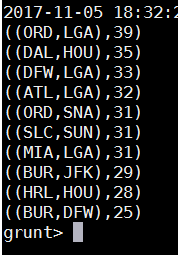 2017-11-05 18:32:2
((ORD,LGA),39)
((DAL,HOU),35)
((DFW,LGA),33)
((ATL,LGA),32)
((ORD,SNA),31)
((SLC,SUN),31)
((MIA,LGA),31)
((BUR,JFK),29)
((HRL,HOU),28)
((BUR,DFW),25)
grunt>